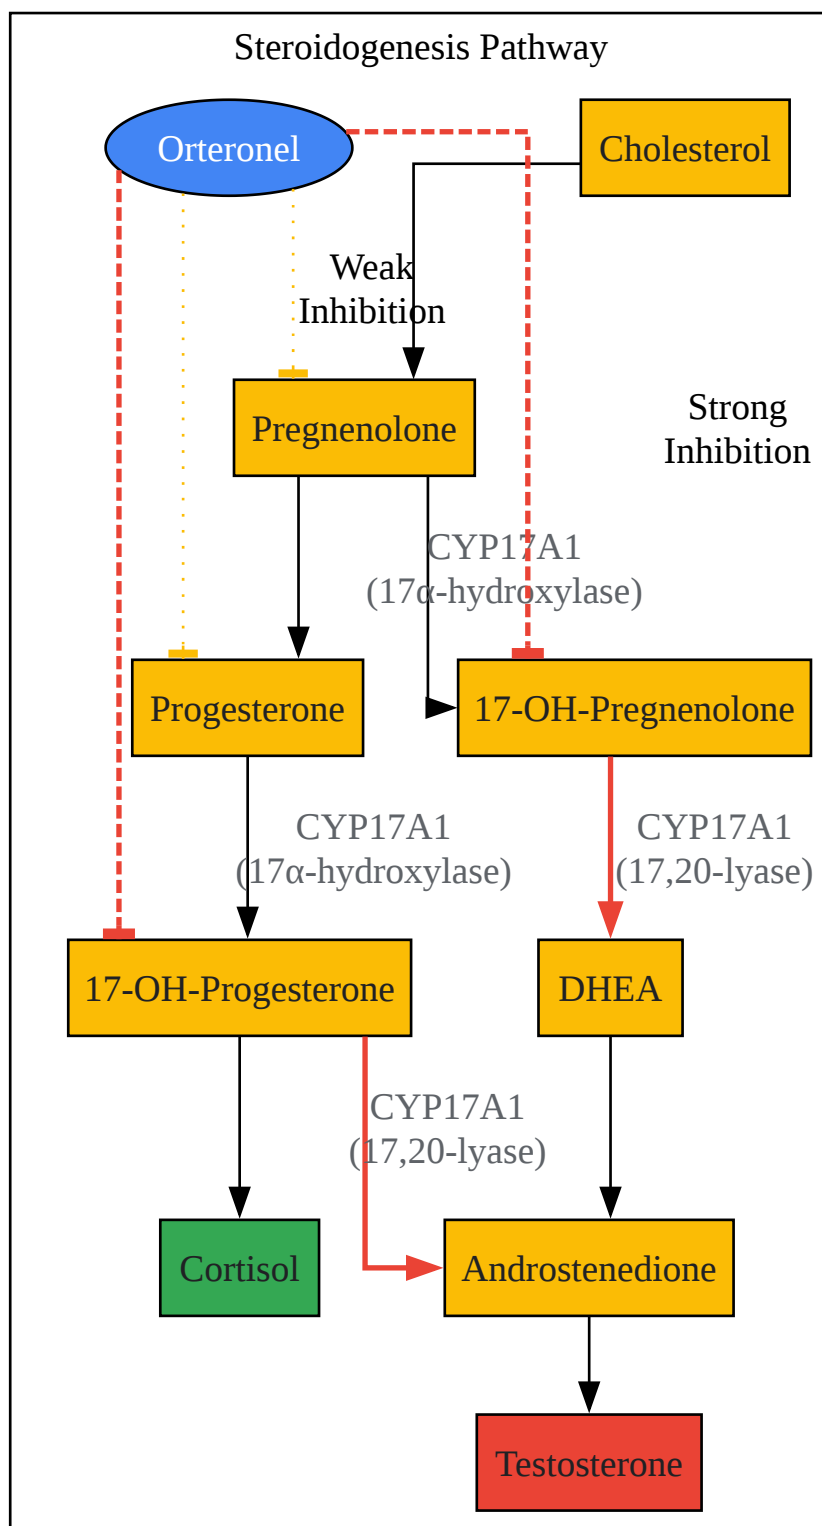 Steroidogenesis Pathway
Orteronel
Cholesterol
Weak
Inhibition
Strong
Inhibition
Pregnenolone
CYP17A1
(17α-hydroxylase)
Progesterone
17-OH-Pregnenolone
CYP17A1
(17α-hydroxylase)
CYP17A1
(17,20-lyase)
17-OH-Progesterone
DHEA
CYP17A1
(17,20-lyase)
Cortisol
Androstenedione
Testosterone